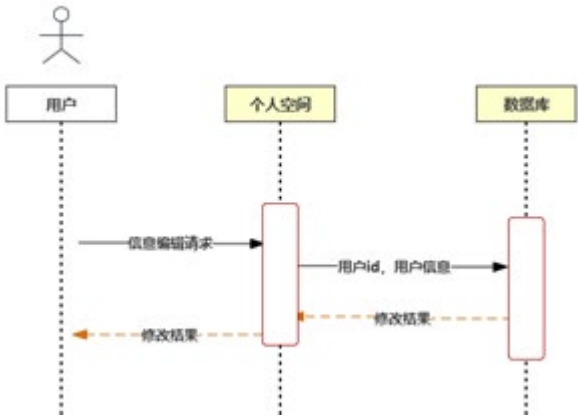 用户
个人空间
数据库
信息编辑请求
用户id，用户信息
修改结果
修改结果